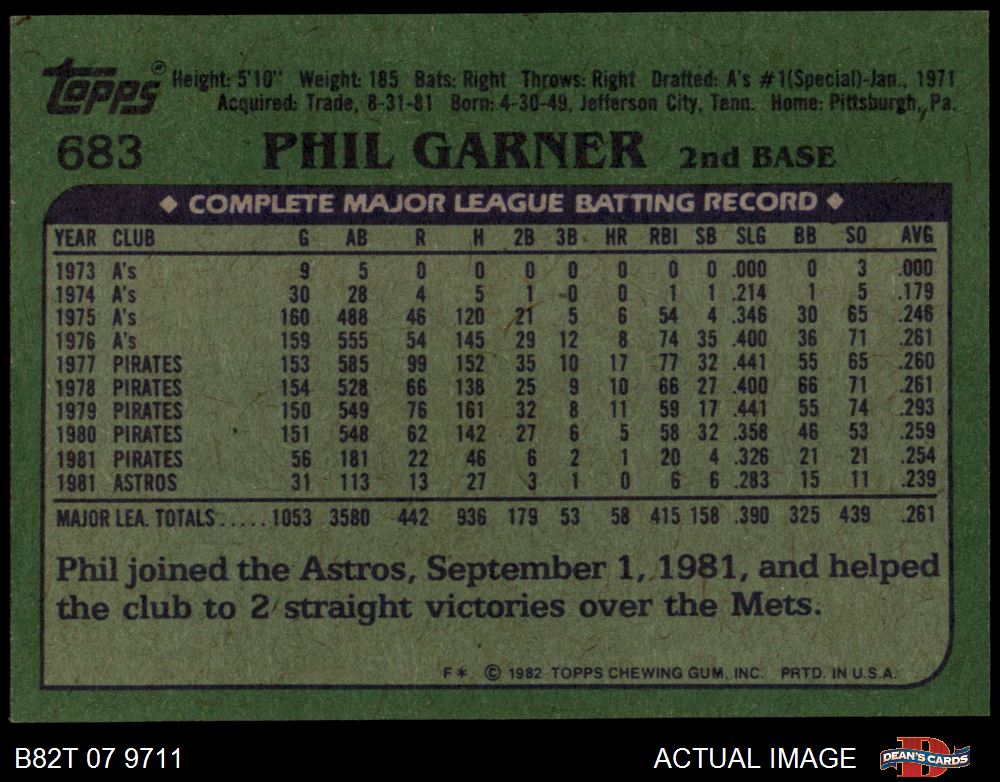 Topps® Height: 5'10" Weight: 185 Bats: Right Throws: Right Drafted: A's #1(Special)-Jan., 1971
Acquired: Trade, 8-31-81 Born: 4-30-49, Jefferson City, Tenn. Home: Pittsburgh, Pa.
683 PHIL GARNER 2nd BASE
◆ COMPLETE MAJOR LEAGUE BATTING RECORD ◆
YEAR CLUB G AB R H 2B 3B HR RBI SB SLG BB SO AVG
1973 A's 9 5 0 0 0 0 0 0 0 .000 0 3 .000
1974 A's 30 28 4 5 1 0 0 1 1 .214 1 5 .179
1975 A's 160 488 46 120 21 5 6 54 4 .346 30 65 .246
1976 A's 159 555 54 145 29 12 8 74 35 .400 36 71 .261
1977 PIRATES 153 585 99 152 35 10 17 77 32 .441 55 65 .260
1978 PIRATES 154 528 66 138 25 9 10 66 27 .400 66 71 .261
1979 PIRATES 150 549 76 161 32 8 11 59 17 .441 55 74 .293
1980 PIRATES 151 548 62 142 27 6 5 58 32 .358 46 53 .259
1981 PIRATES 56 181 22 46 6 2 1 20 4 .326 21 21 .254
1981 ASTROS 31 113 13 27 3 1 0 6 6 .283 15 11 .239
MAJOR LEA. TOTALS.....1053 3580 442 936 179 53 58 415 158 .390 325 439 .261
Phil joined the Astros, September 1, 1981, and helped
the club to 2 straight victories over the Mets.
F* © 1982 TOPPS CHEWING GUM, INC. PRTD. IN U.S.A.
B82T 07 9711 ACTUAL IMAGE DEAN'S CARDS